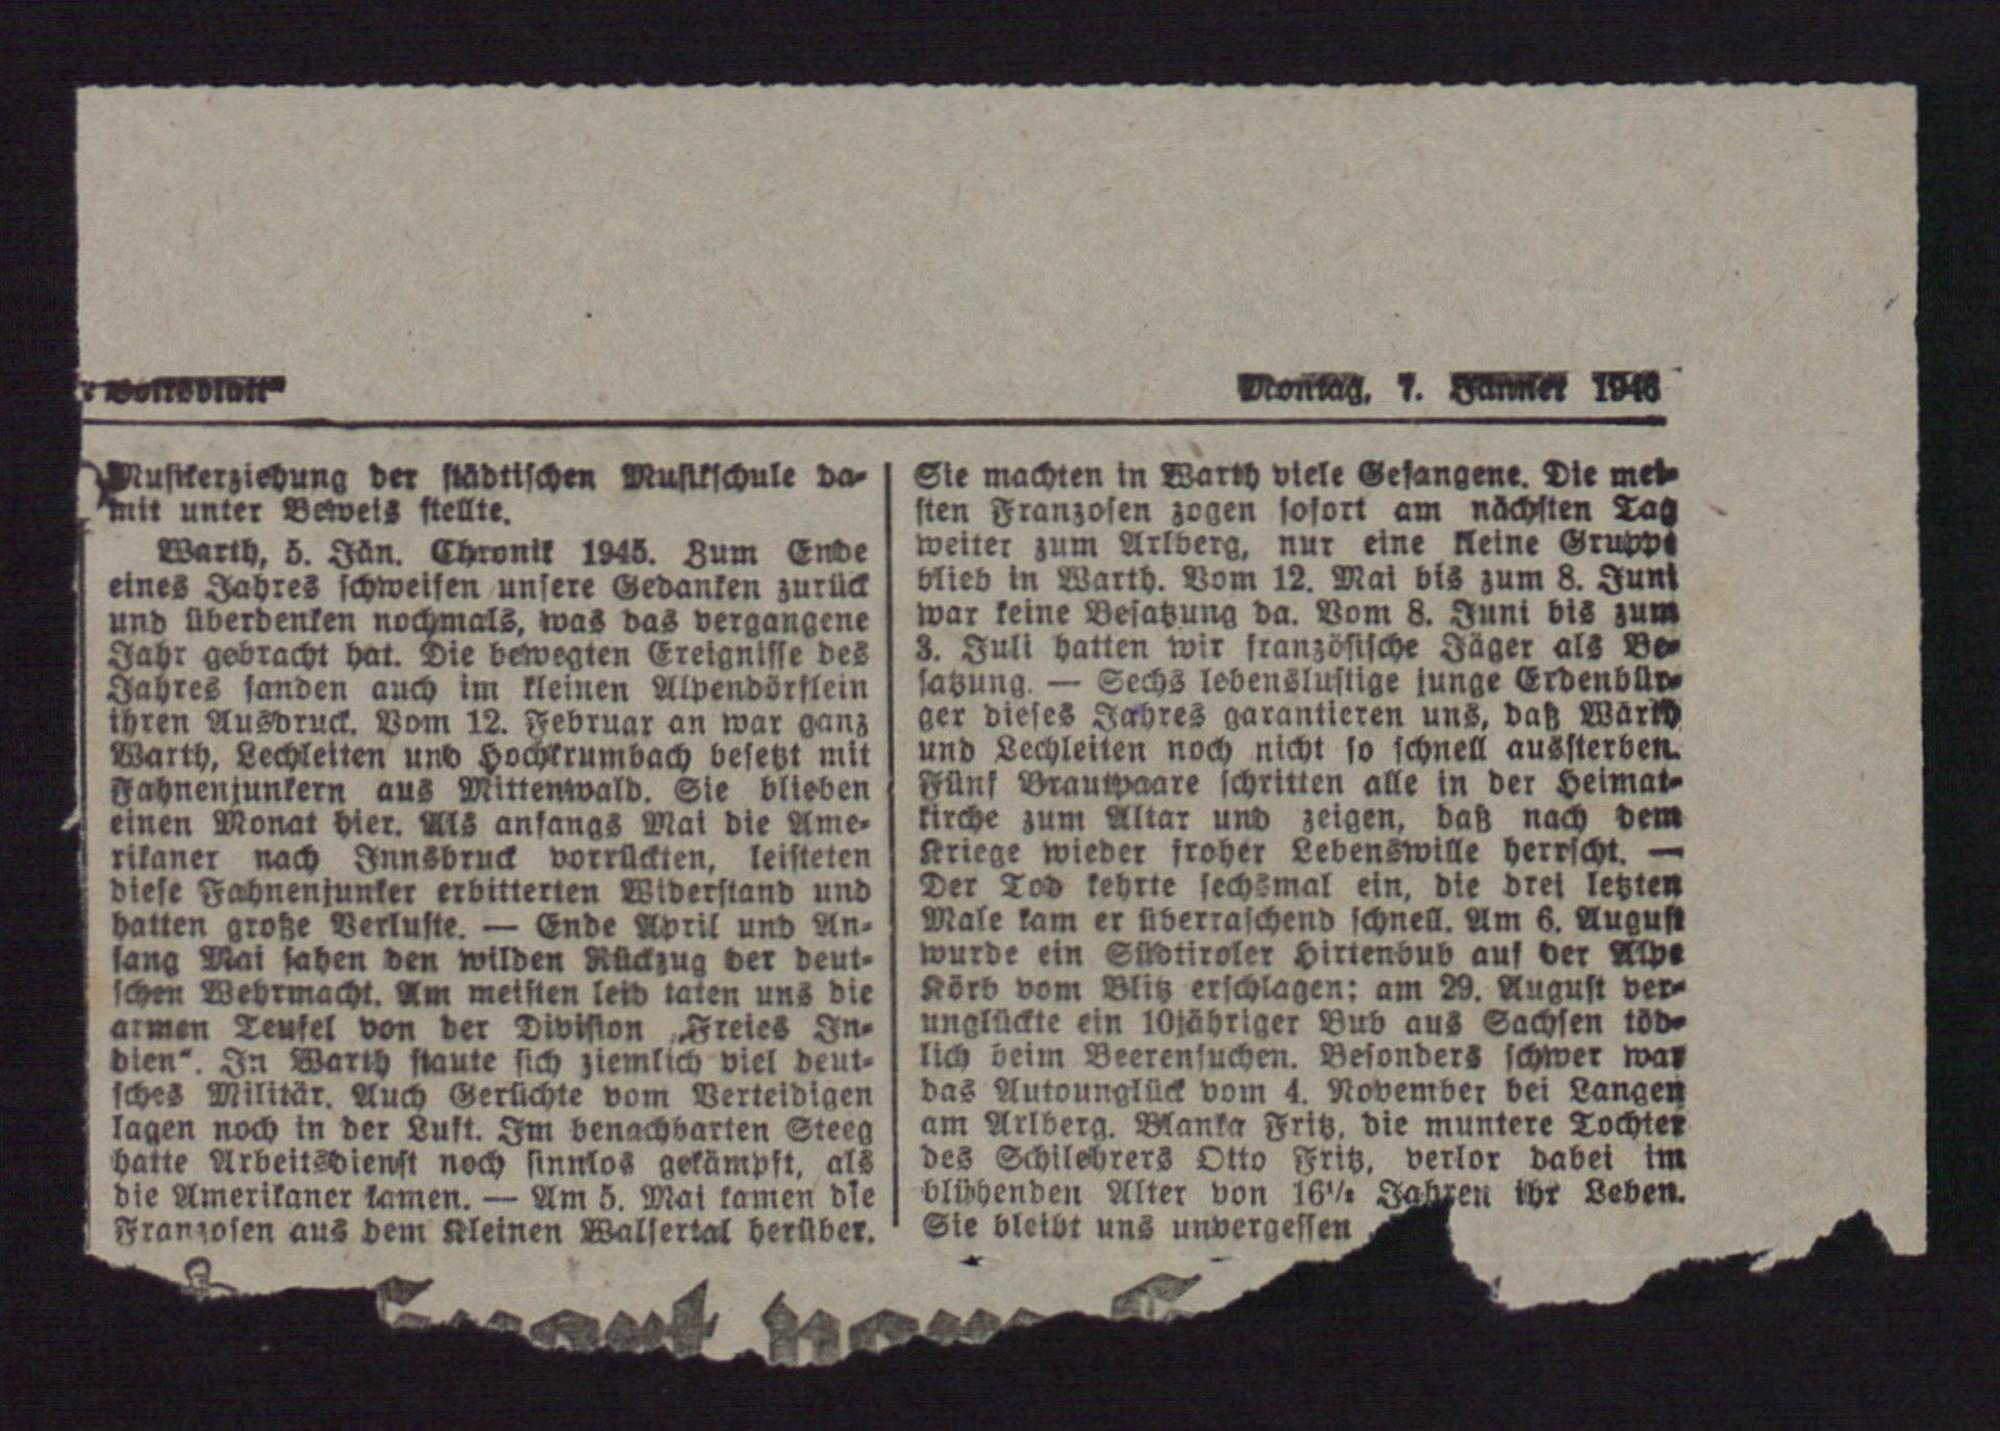 Volksblatt"
Montag, 7. Jänner 1946
Musikerziehung der städtischen Musikschule da-
mit unter Beweis stellte.
Warth, 5. Jän. Chronik 1945. Zum Ende
eines Jahres schweifen unsere Gedanken zurück
und überdenken nochmals, was das vergangene
Jahr gebracht hat. Die bewegten Ereignisse des
Jahres fanden auch im kleinen Alpendörflein
ihren Ausdruck. Vom 12. Februar an war ganz
Warth, Lechleiten und Hochkrumbach besetzt mit
Fahnenjunkern aus Mittenwald. Sie blieben
einen Monat hier. Als anfangs Mai die Ame-
rikaner nach Innsbruck vorrückten, leisteten
diese Fahnenjunker erbitterten Widerstand und
hatten große Verluste. — Ende April und An-
fang Mai sahen den wilden Rückzug der deut-
schen Wehrmacht. Am meisten leid taten uns die
armen Teufel von der Division „Freies In-
dien“. In Warth staute sich ziemlich viel deut-
sches Militär. Auch Gerüchte vom Verteidigen
lagen noch in der Luft. Im benachbarten Steeg
hatte Arbeitsdienst noch sinnlos gekämpft, als
die Amerikaner kamen. — Am 5. Mai kamen die
Franzosen aus dem Kleinen Walsertal herüber.
Sie machten in Warth viele Gefangene. Die mei-
sten Franzosen zogen sofort am nächsten Tag
weiter zum Arlberg, nur eine kleine Gruppe
blieb in Warth. Vom 12. Mai bis zum 8. Juni
war keine Besatzung da. Vom 8. Juni bis zum
3. Juli hatten wir französische Jäger als Be-
satzung. — Sechs lebenslustige junge Erdenbür-
ger dieses Jahres garantieren uns, daß Warth
und Lechleiten noch nicht so schnell aussterben.
Fünf Brautpaare schritten alle in der Heimat-
kirche zum Altar und zeigen, daß nach dem
Kriege wieder froher Lebenswille herrscht. —
Der Tod kehrte sechsmal ein, die drei letzten
Male kam er überraschend schnell. Am 6. August
wurde ein Südtiroler Hirtenbub auf der Alpe
Körb vom Blitz erschlagen; am 29. August ver-
unglückte ein 10jähriger Bub aus Sachsen töd-
lich beim Beerensuchen. Besonders schwer war
das Autounglück vom 4. November bei Langen
am Arlberg. Blanka Fritz, die muntere Tochter
des Schilehrers Otto Fritz, verlor dabei im
blühenden Alter von 16½ Jahren ihr Leben.
Sie bleibt uns unvergessen